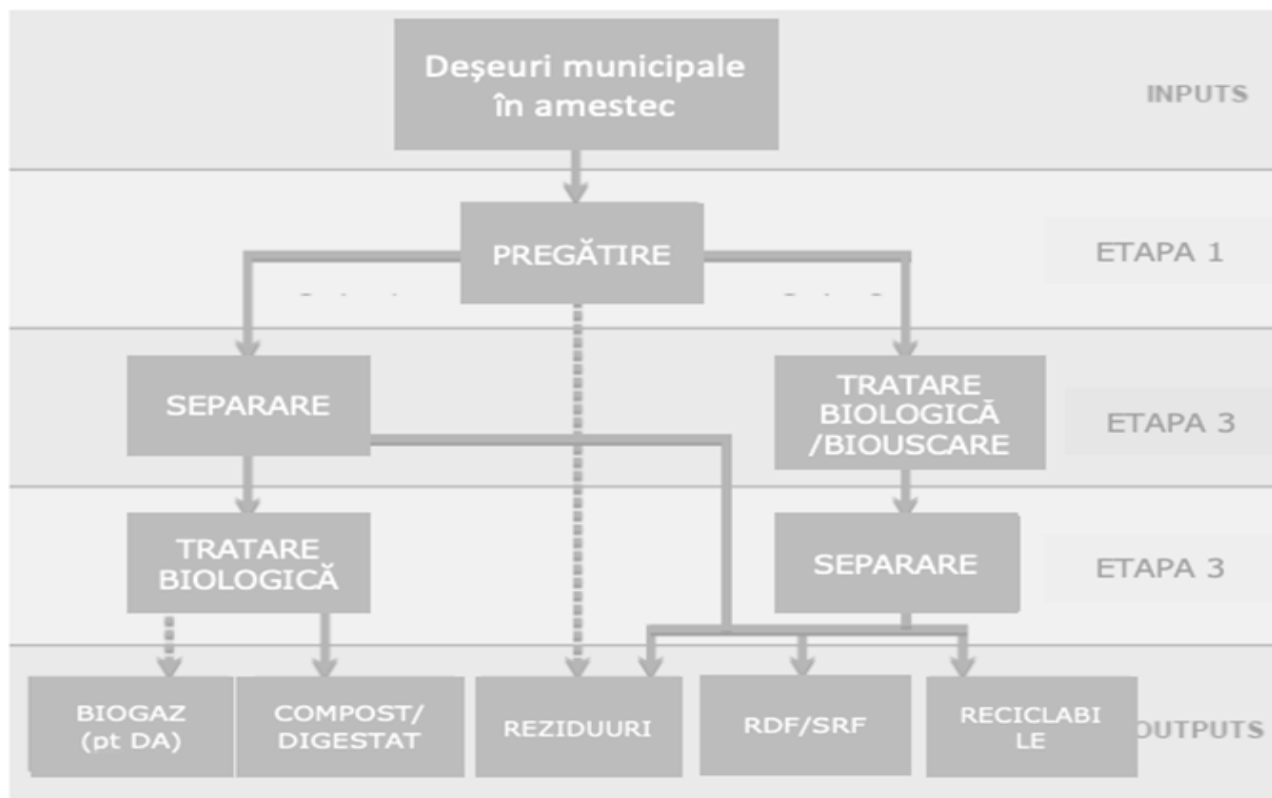 Deșeuri municipale
în amestec
INPUTS
PREGĂTIRE
ETAPA 1
SEPARARE
TRATARE
BIOLOGICĂ
/BIOUSCARE
ETAPA 3
TRATARE
BIOLOGICĂ
SEPARARE
ETAPA 3
BIOGAZ
(pt DA)
COMPOST/
DIGESTAT
REZIDUURI
RDF/SRF
RECICLABI
LE
OUTPUTS